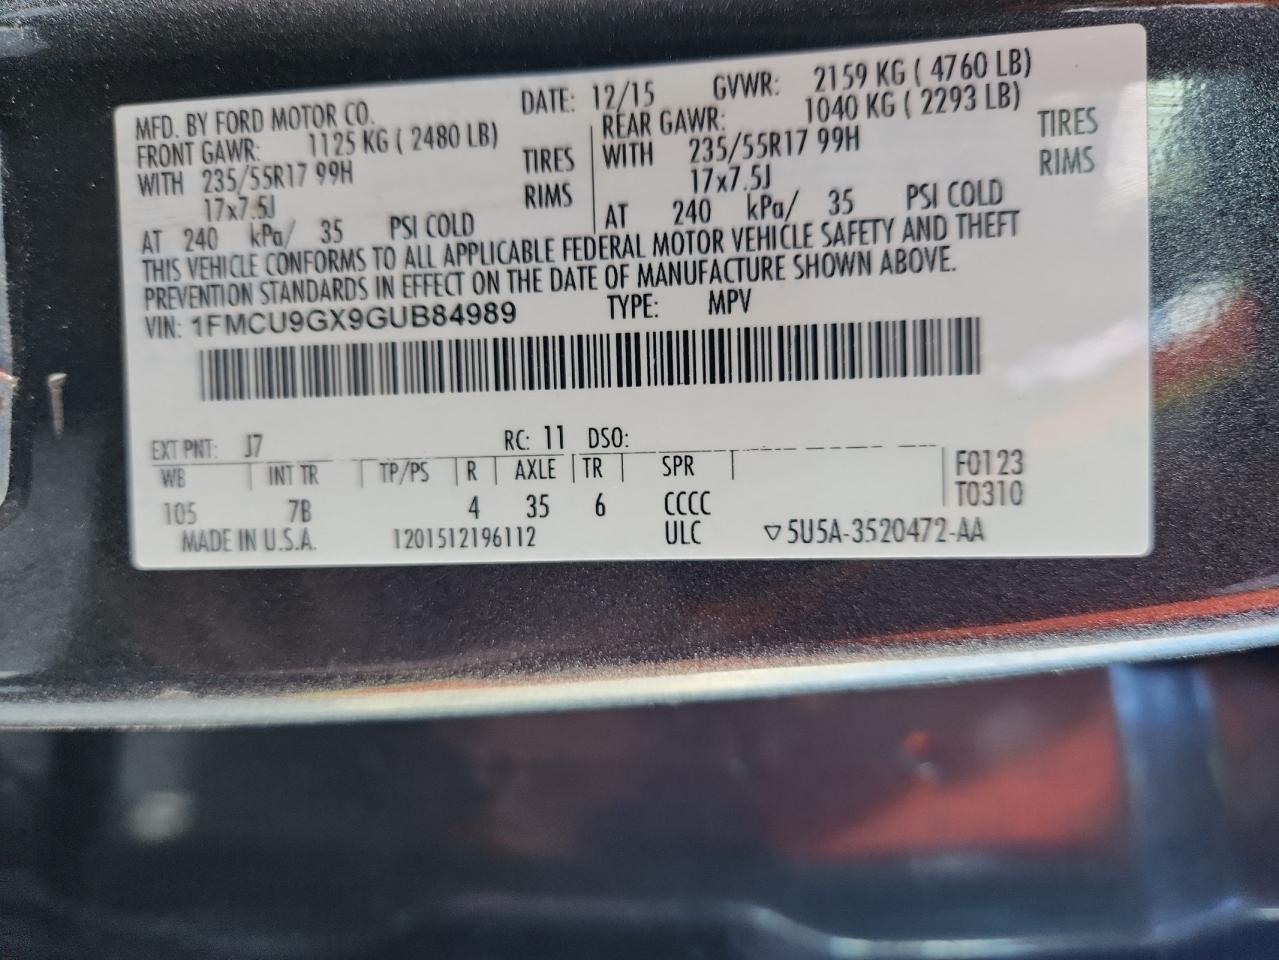 MFD. BY FORD MOTOR CO. DATE: 12/15 GVWR: 2159 KG ( 4760 LB)
FRONT GAWR: 1125 KG ( 2480 LB) REAR GAWR: 1040 KG ( 2293 LB)
WITH 235/55R17 99H TIRES WITH 235/55R17 99H TIRES
17x7.5J RIMS 17x7.5J RIMS
AT 240 kPa/ 35 PSI COLD AT 240 kPa/ 35 PSI COLD
THIS VEHICLE CONFORMS TO ALL APPLICABLE FEDERAL MOTOR VEHICLE SAFETY AND THEFT
PREVENTION STANDARDS IN EFFECT ON THE DATE OF MANUFACTURE SHOWN ABOVE.
VIN: 1FMCU9GX9GUB84989 TYPE: MPV
EXT PNT: J7 RC: 11 DSO:
WB INT TR TP/PS R AXLE TR SPR F0123
105 7B 4 35 6 CCCC T0310
MADE IN U.S.A. 1201512196112 ULC ▽5U5A-3520472-AA